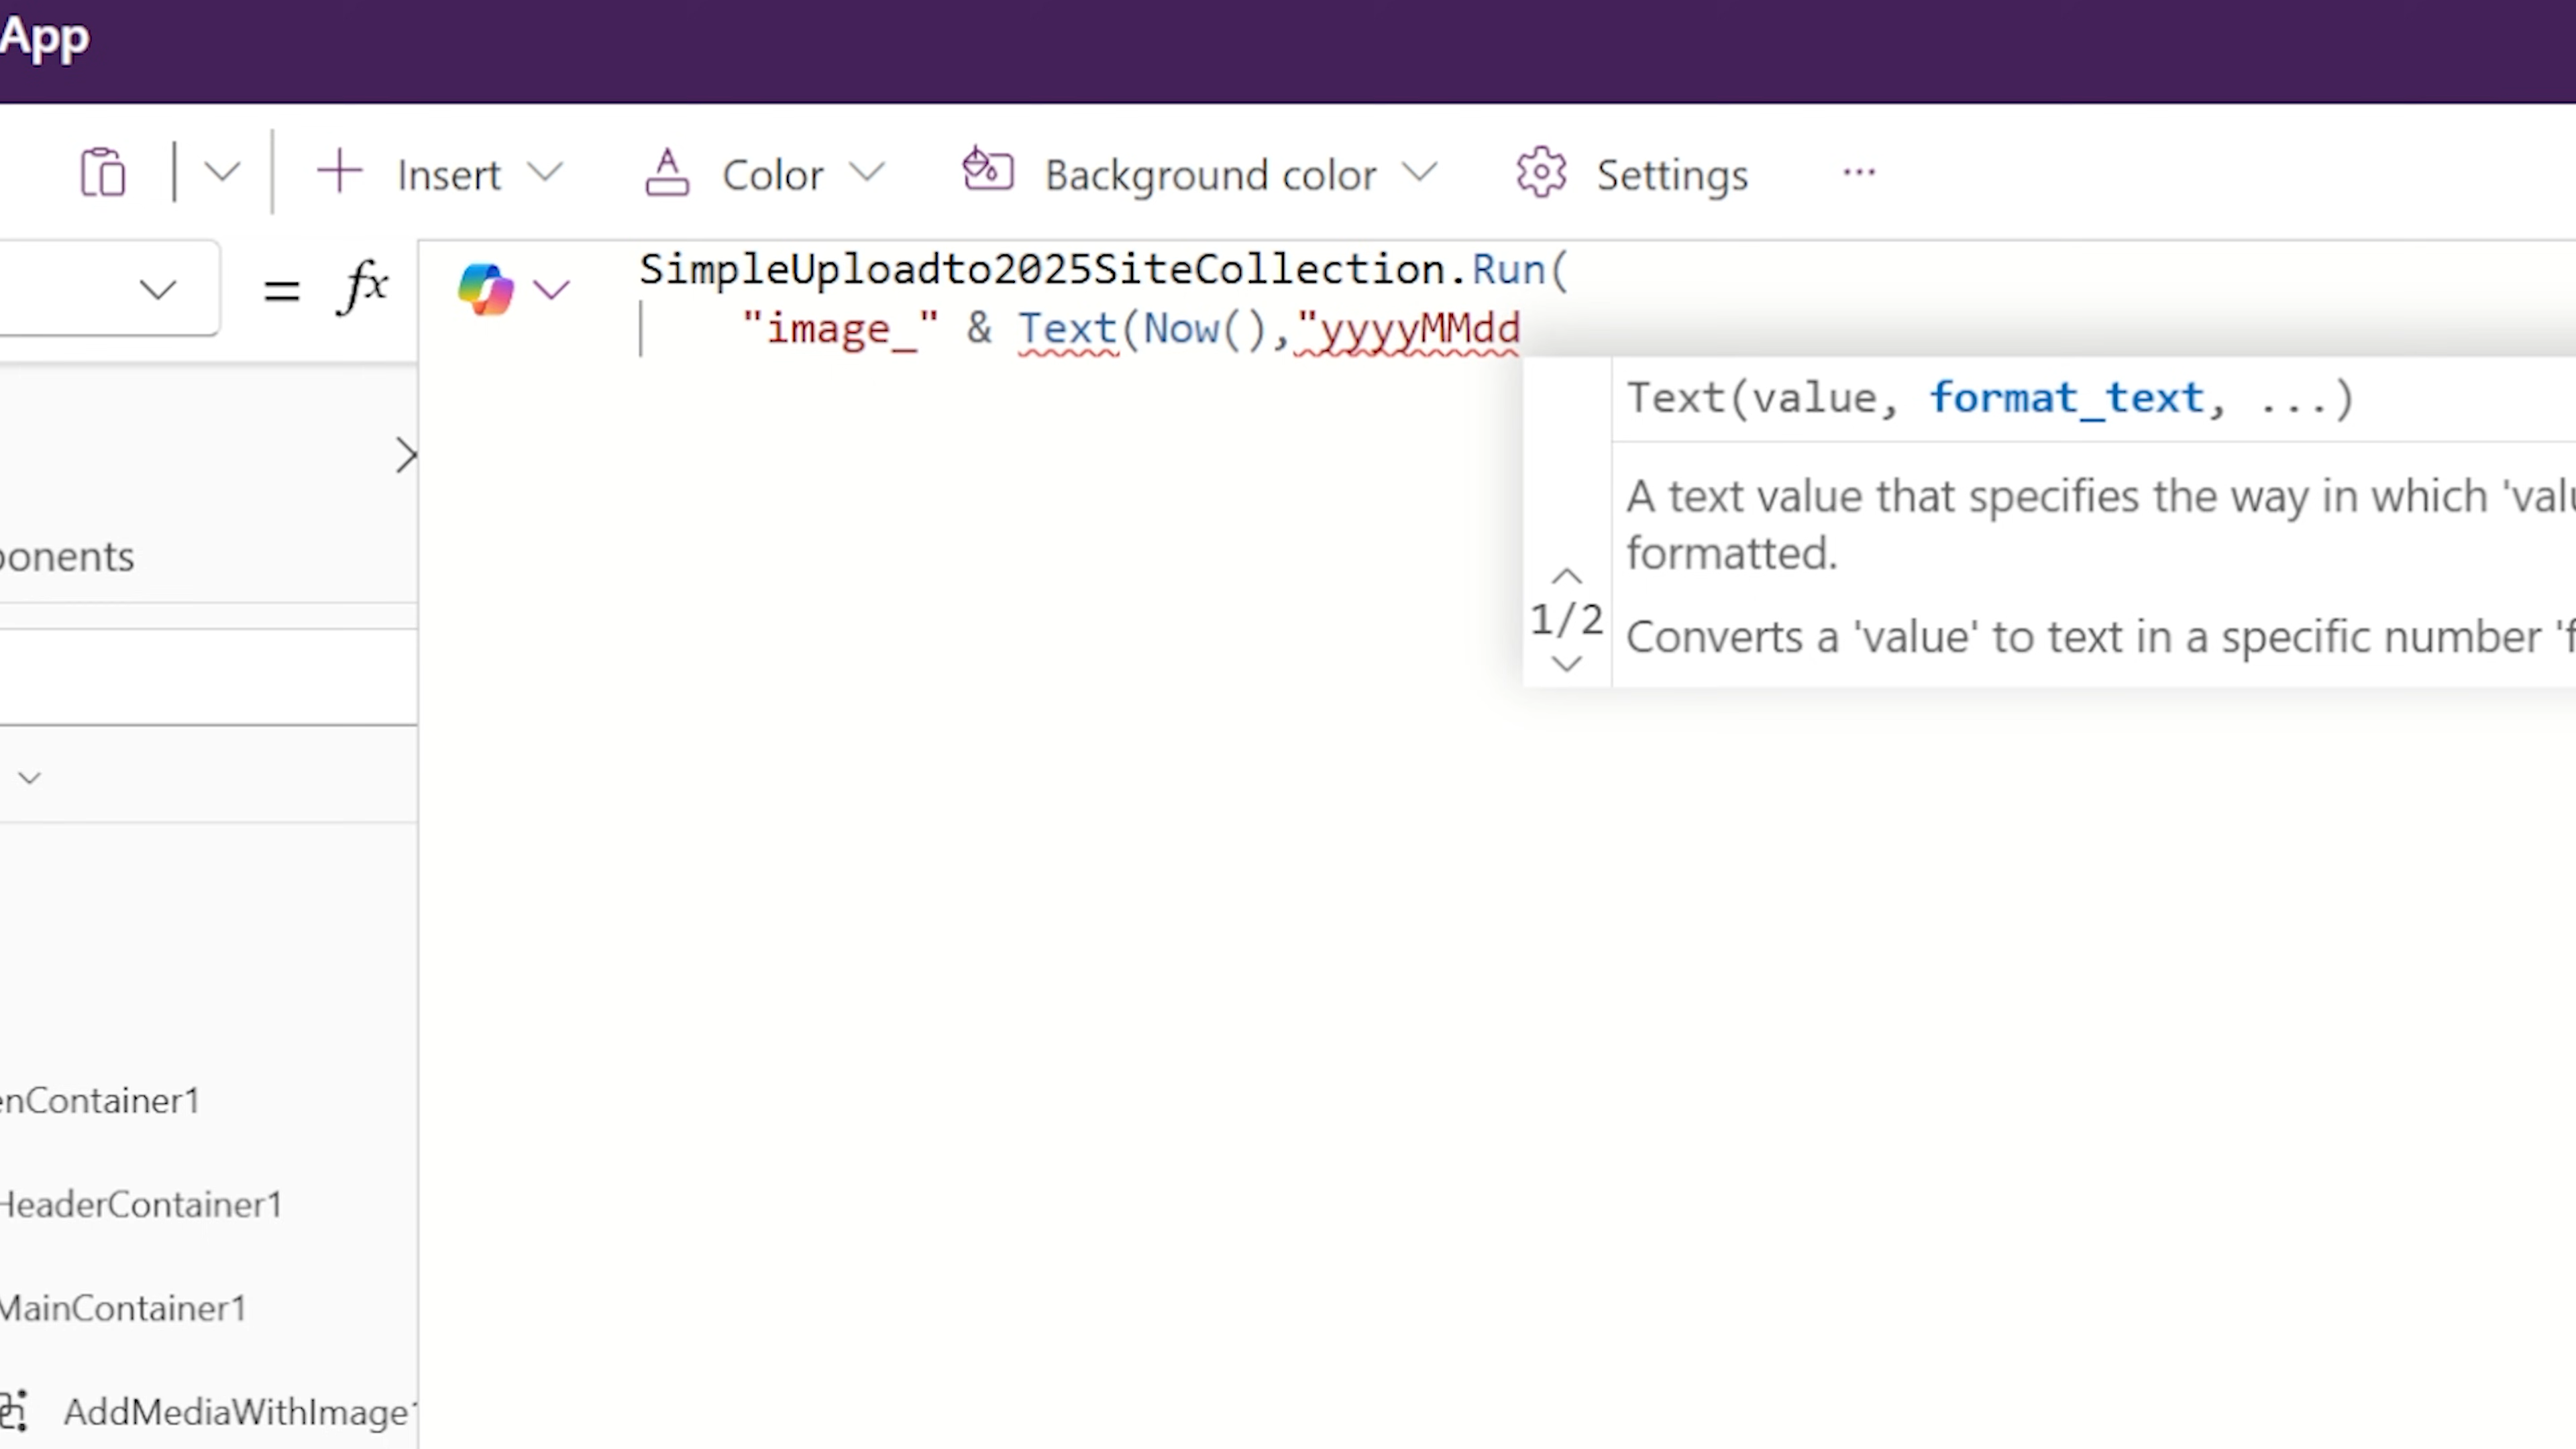 App
Insert
Color
Background color
Settings
...
= fx
SimpleUploadto2025SiteCollection.Run(
"image_" & Text(Now(),"yyyyMMdd
Text(value, format_text, ...)
A text value that specifies the way in which 'valu
formatted.
1/2
Converts a 'value' to text in a specific number 'f
ponents
enContainer1
HeaderContainer1
MainContainer1
AddMediaWithImage1